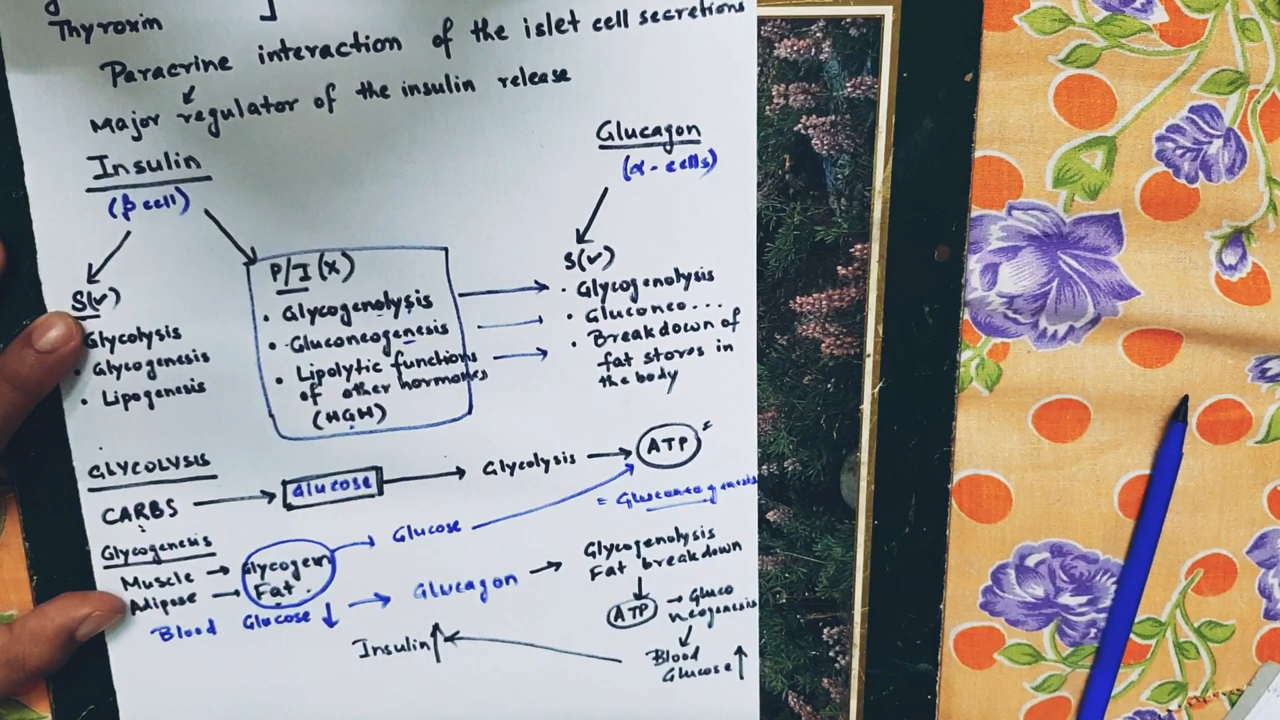 Thyroxin
Paracrine interaction of the islet cell secretions
Major regulator of the insulin release
Insulin
(β cell)
S(✓)
Glycolysis
• Glycogenesis
• Lipogenesis
P/I (X)
• Glycogenolysis
• Gluconeogenesis
• Lipolytic functions
of other hormones
(HGH)
Glucagon
(α- cells)
S(✓)
• Glycogenolysis
• Gluconeo...
• Breakdown of
fat stores in
the body
GLYCOLYSIS
CARBS → Glucose → Glycolysis → ATP
= Gluconeogenesis
Glycogenesis
Muscle → Glycogen → Glucose
Adipose → Fat
Blood Glucose ↓ → Glucagon → Glycogenolysis
Fat breakdown
↓
ATP → Gluco
neogenesis
Blood
Glucose ↑
Insulin ↑